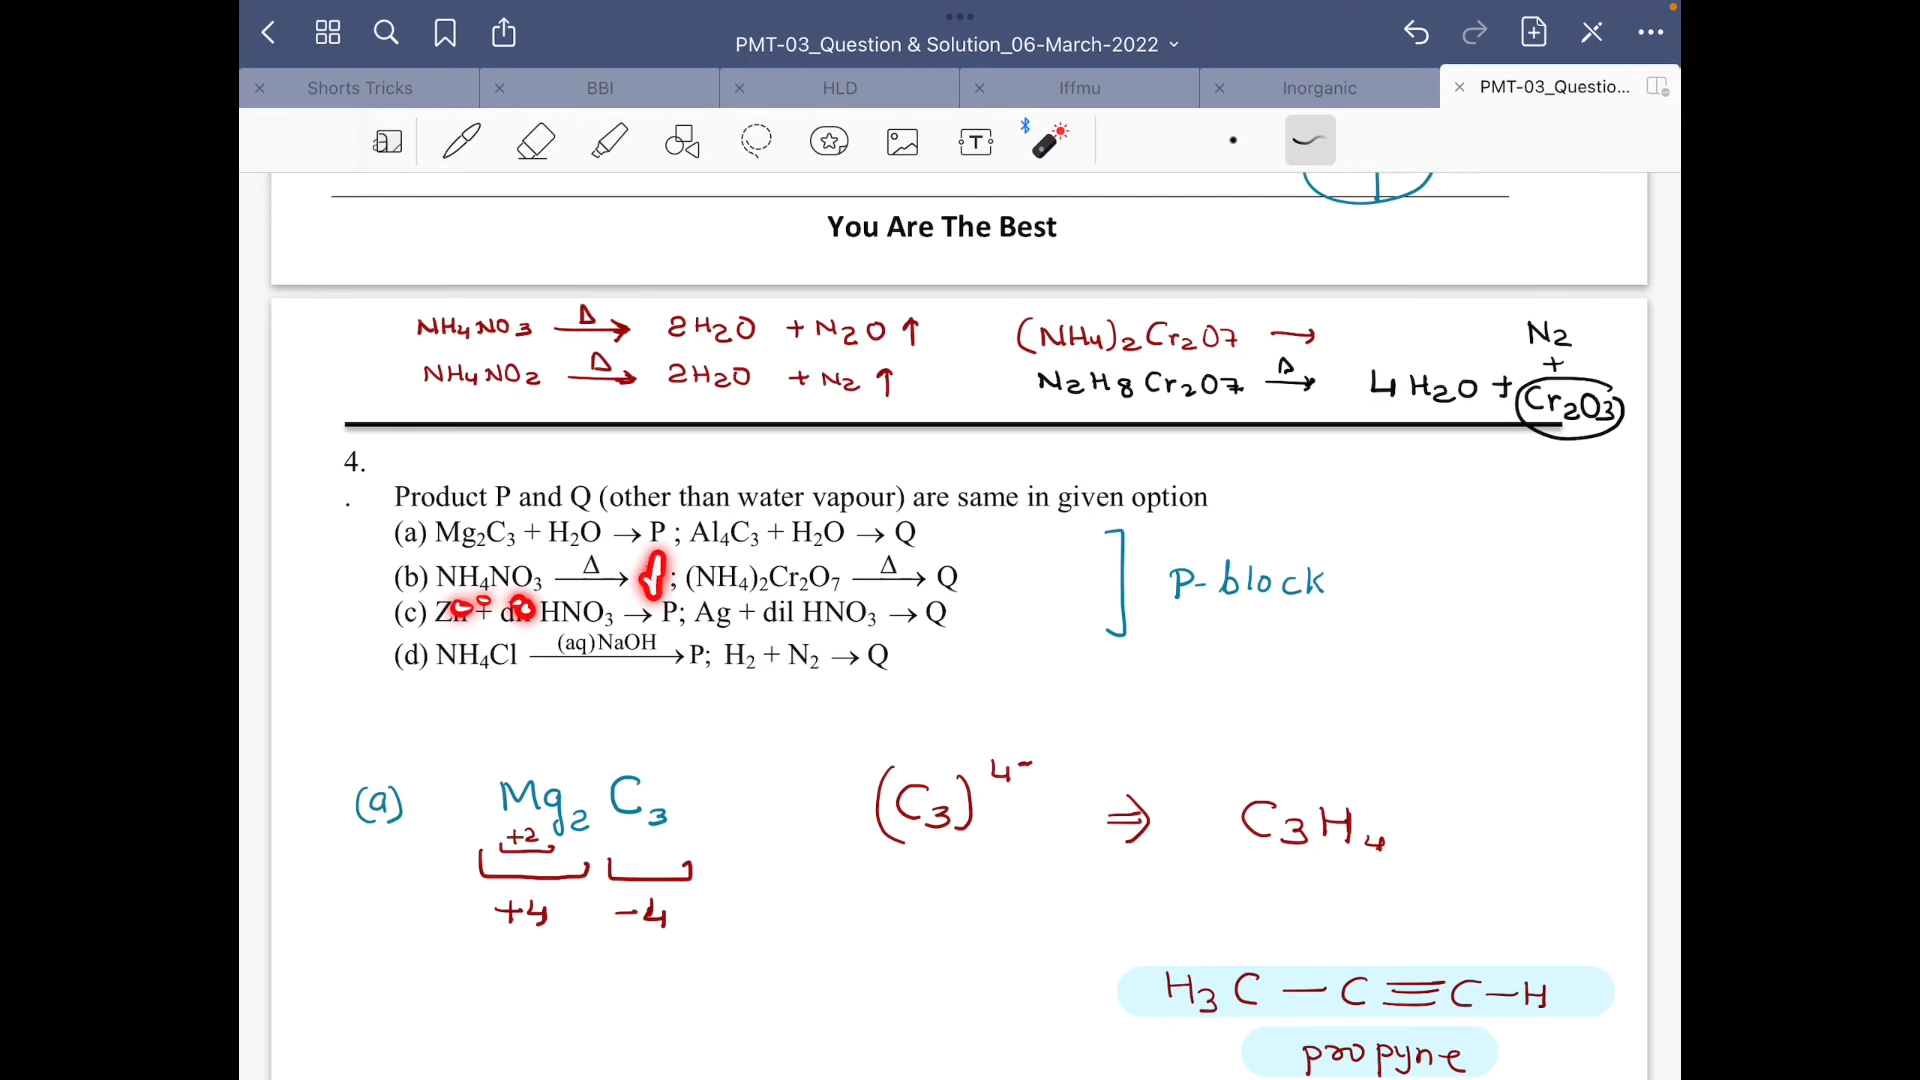 PMT-03_Question & Solution_06-March-2022
Shorts Tricks
BBI
HLD
Iffmu
Inorganic
PMT-03_Questio...
You Are The Best
NH4NO3 —Δ→ 2H2O + N2O ↑
(NH4)2Cr2O7 →
N2
NH4NO2 —Δ→ 2H2O + N2 ↑
N2H8Cr2O7 —Δ→ 4H2O + Cr2O3
+
4.
. Product P and Q (other than water vapour) are same in given option
(a) Mg2C3 + H2O → P ; Al4C3 + H2O → Q
(b) NH4NO3 —Δ→ ; (NH4)2Cr2O7 —Δ→ Q
P-block
(c) + HNO3 → P; Ag + dil HNO3 → Q
(d) NH4Cl —(aq)NaOH→ P; H2 + N2 → Q
(a) Mg2 C3
(C3)4-
⇒ C3H4
+2
+4 -4
H3C — C ≡ C – H
propyne